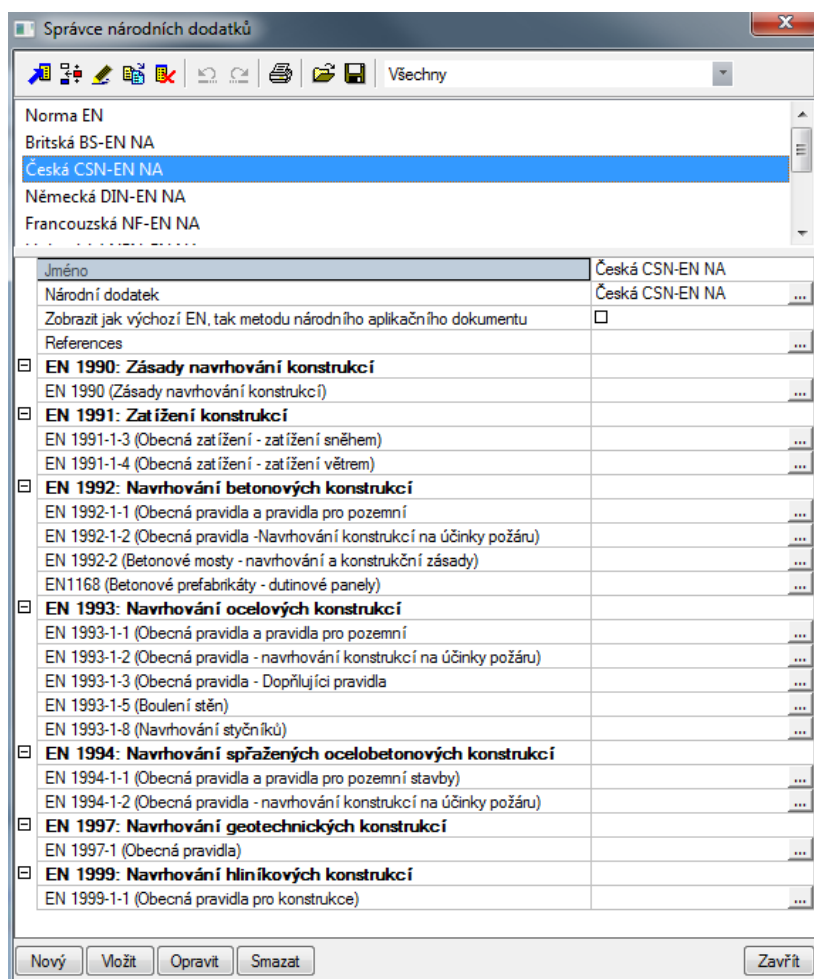 Správce národních dodatků
Všechny
Norma EN
Britská BS-EN NA
Česká CSN-EN NA
Německá DIN-EN NA
Francouzská NF-EN NA
Jméno Česká CSN-EN NA
Národní dodatek Česká CSN-EN NA ...
Zobrazit jak výchozí EN, tak metodu národního aplikačního dokumentu
References ...
EN 1990: Zásady navrhování konstrukcí
EN 1990 (Zásady navrhování konstrukcí) ...
EN 1991: Zatížení konstrukcí
EN 1991-1-3 (Obecná zatížení - zatížení sněhem) ...
EN 1991-1-4 (Obecná zatížení - zatížení větrem) ...
EN 1992: Navrhování betonových konstrukcí
EN 1992-1-1 (Obecná pravidla a pravidla pro pozemní ...
EN 1992-1-2 (Obecná pravidla -Navrhování konstrukcí na účinky požáru) ...
EN 1992-2 (Betonové mosty - navrhování a konstrukční zásady) ...
EN1168 (Betonové prefabrikáty - dutinové panely) ...
EN 1993: Navrhování ocelových konstrukcí
EN 1993-1-1 (Obecná pravidla a pravidla pro pozemní ...
EN 1993-1-2 (Obecná pravidla - navrhování konstrukcí na účinky požáru) ...
EN 1993-1-3 (Obecná pravidla - Dopňlujíci pravidla ...
EN 1993-1-5 (Boulení stěn) ...
EN 1993-1-8 (Navrhování styčníků) ...
EN 1994: Navrhování spřažených ocelobetonových konstrukcí
EN 1994-1-1 (Obecná pravidla a pravidla pro pozemní stavby) ...
EN 1994-1-2 (Obecná pravidla - navrhování konstrukcí na účinky požáru) ...
EN 1997: Navrhování geotechnických konstrukcí
EN 1997-1 (Obecná pravidla) ...
EN 1999: Navrhování hliníkových konstrukcí
EN 1999-1-1 (Obecná pravidla pro konstrukce) ...
Nový Vložit Opravit Smazat Zavřít